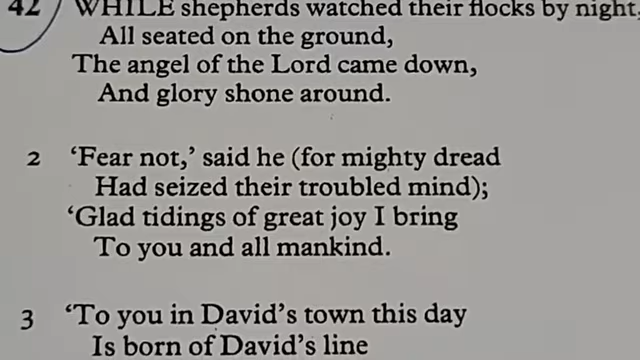 42 WHILE shepherds watched their flocks by night,
All seated on the ground,
The angel of the Lord came down,
And glory shone around.
2 ‘Fear not,’ said he (for mighty dread
Had seized their troubled mind);
‘Glad tidings of great joy I bring
To you and all mankind.
3 ‘To you in David’s town this day
Is born of David’s line